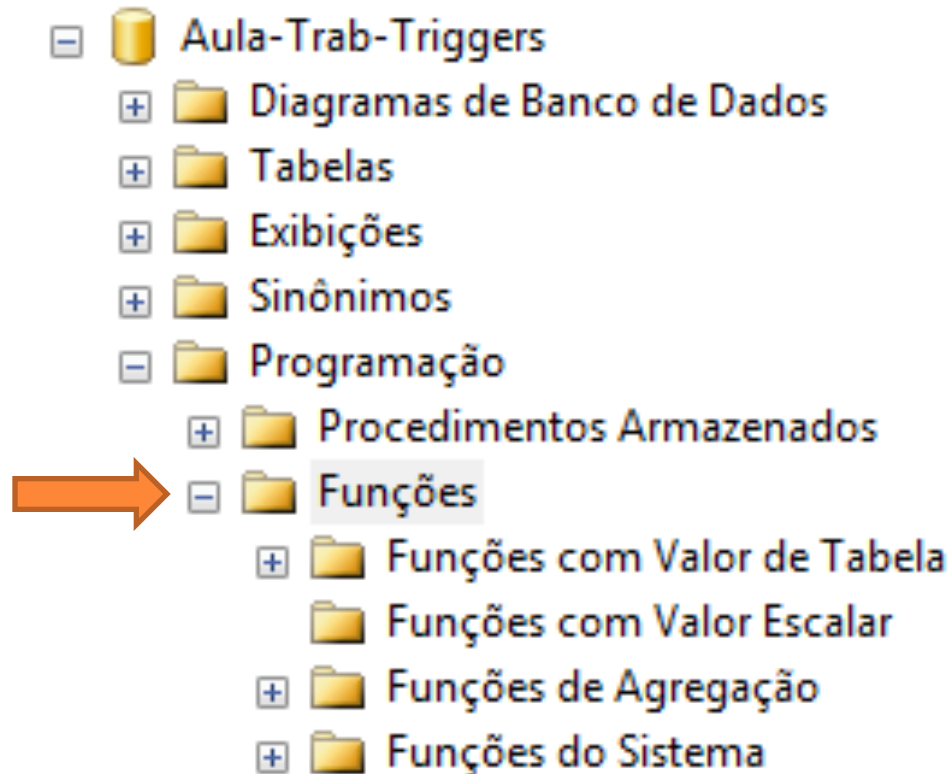 Aula-Trab-Triggers
Diagramas de Banco de Dados
Tabelas
Exibições
Sinônimos
Programação
Procedimentos Armazenados
Funções
Funções com Valor de Tabela
Funções com Valor Escalar
Funções de Agregação
Funções do Sistema